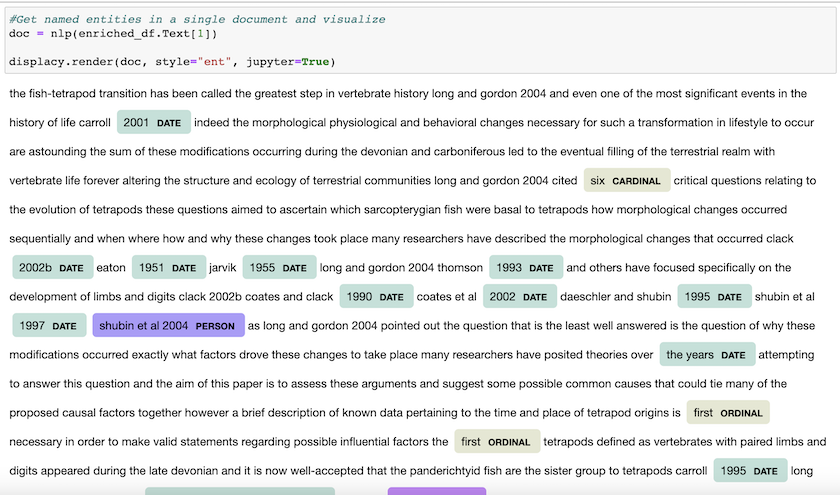 #Get named entities in a single document and visualize
doc = nlp(enriched_df.Text[1])
displacy.render(doc, style="ent", jupyter=True)
the fish-tetrapod transition has been called the greatest step in vertebrate history long and gordon 2004 and even one of the most significant events in the
history of life carroll 2001 DATE indeed the morphological physiological and behavioral changes necessary for such a transformation in lifestyle to occur
are astounding the sum of these modifications occurring during the devonian and carboniferous led to the eventual filling of the terrestrial realm with
vertebrate life forever altering the structure and ecology of terrestrial communities long and gordon 2004 cited six CARDINAL critical questions relating to
the evolution of tetrapods these questions aimed to ascertain which sarcopterygian fish were basal to tetrapods how morphological changes occurred
sequentially and when where how and why these changes took place many researchers have described the morphological changes that occurred clack
2002b DATE eaton 1951 DATE jarvik 1955 DATE long and gordon 2004 thomson 1993 DATE and others have focused specifically on the
development of limbs and digits clack 2002b coates and clack 1990 DATE coates et al 2002 DATE daeschler and shubin 1995 DATE shubin et al
1997 DATE shubin et al 2004 PERSON as long and gordon 2004 pointed out the question that is the least well answered is the question of why these
modifications occurred exactly what factors drove these changes to take place many researchers have posited theories over the years DATE attempting
to answer this question and the aim of this paper is to assess these arguments and suggest some possible common causes that could tie many of the
proposed causal factors together however a brief description of known data pertaining to the time and place of tetrapod origins is first ORDINAL
necessary in order to make valid statements regarding possible influential factors the first ORDINAL tetrapods defined as vertebrates with paired limbs and
digits appeared during the late devonian and it is now well-accepted that the panderichtyid fish are the sister group to tetrapods carroll 1995 DATE long